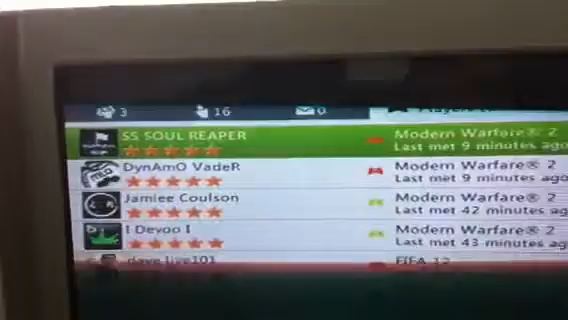 3 16 0
SS SOUL REAPER Modern Warfare® 2
Last met 9 minutes ago
DynAmO VadeR Modern Warfare® 2
Last met 9 minutes ago
Jamiee Coulson Modern Warfare® 2
Last met 42 minutes ago
I Devoo I Modern Warfare® 2
Last met 43 minutes ago
dave live101 FIFA 12